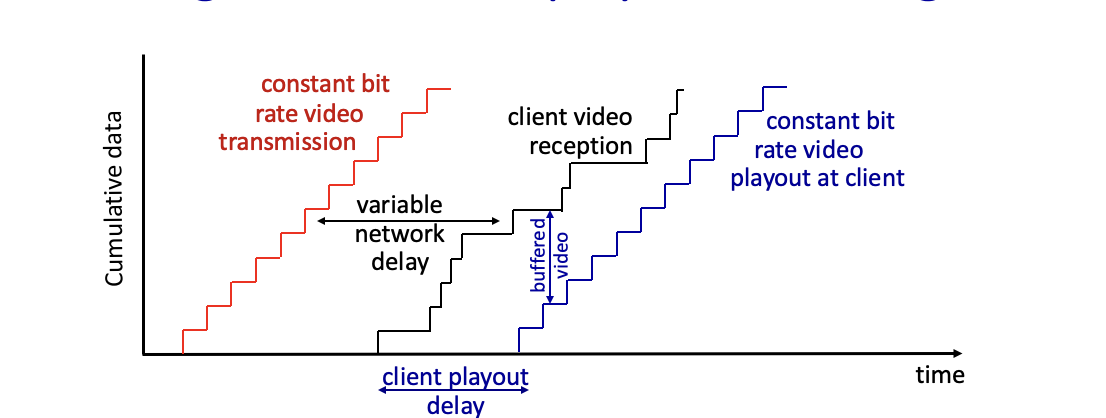 constant bit
rate video
transmission
client video
reception
constant bit
rate video
playout at client
variable
network
delay
buffered
video
Cumulative data
client playout
delay
time